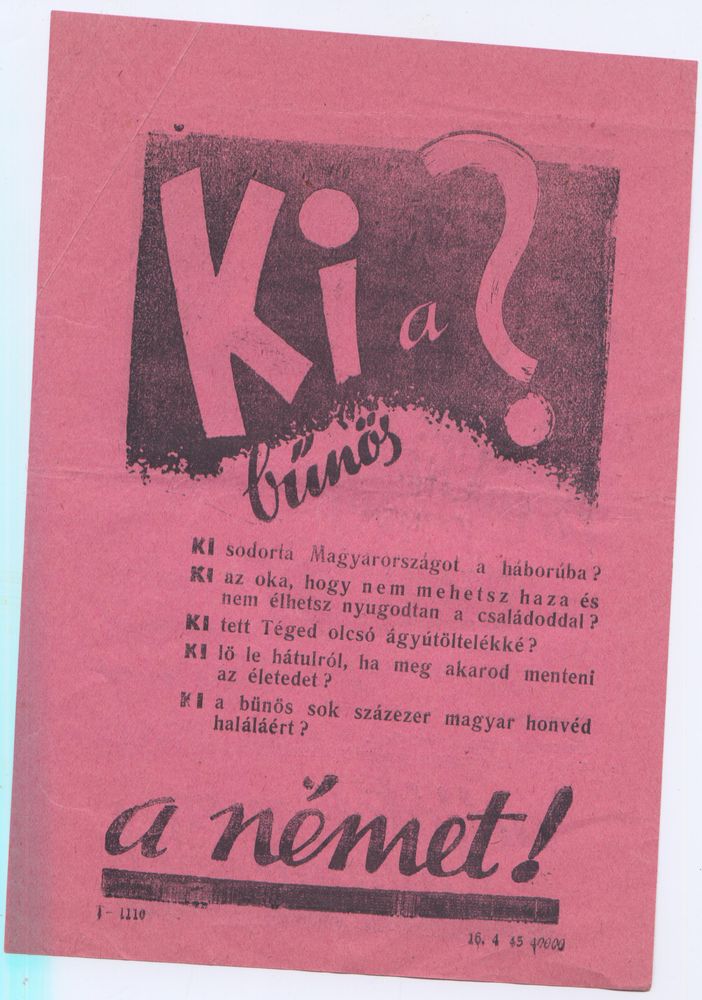 Ki a ?
bűnös
KI sodorta Magyarországot a háborúba?
KI az oka, hogy nem mehetsz haza és
nem élhetsz nyugodtan a családoddal?
KI tett Téged olcsó ágyútöltelékké?
KI lő le hátulról, ha meg akarod menteni
az életedet?
KI a bűnös sok százezer magyar honvéd
haláláért?
a német!
1- 1110
16. 4 45 40000